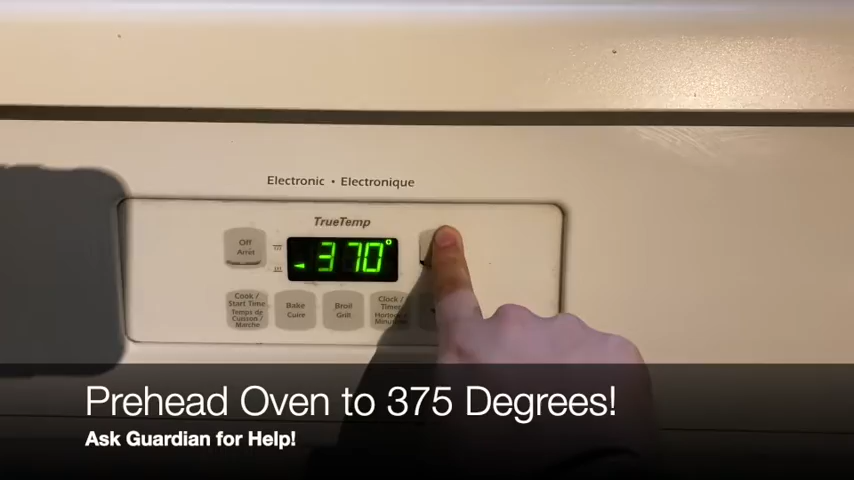 Electronic • Electronique
TrueTemp
Off
Arrêt
370°
Cook /
Start Time
Temps de
Cuisson /
Marche
Bake
Cuire
Broil
Gril
Clock /
Timer
Prehead Oven to 375 Degrees!
Ask Guardian for Help!